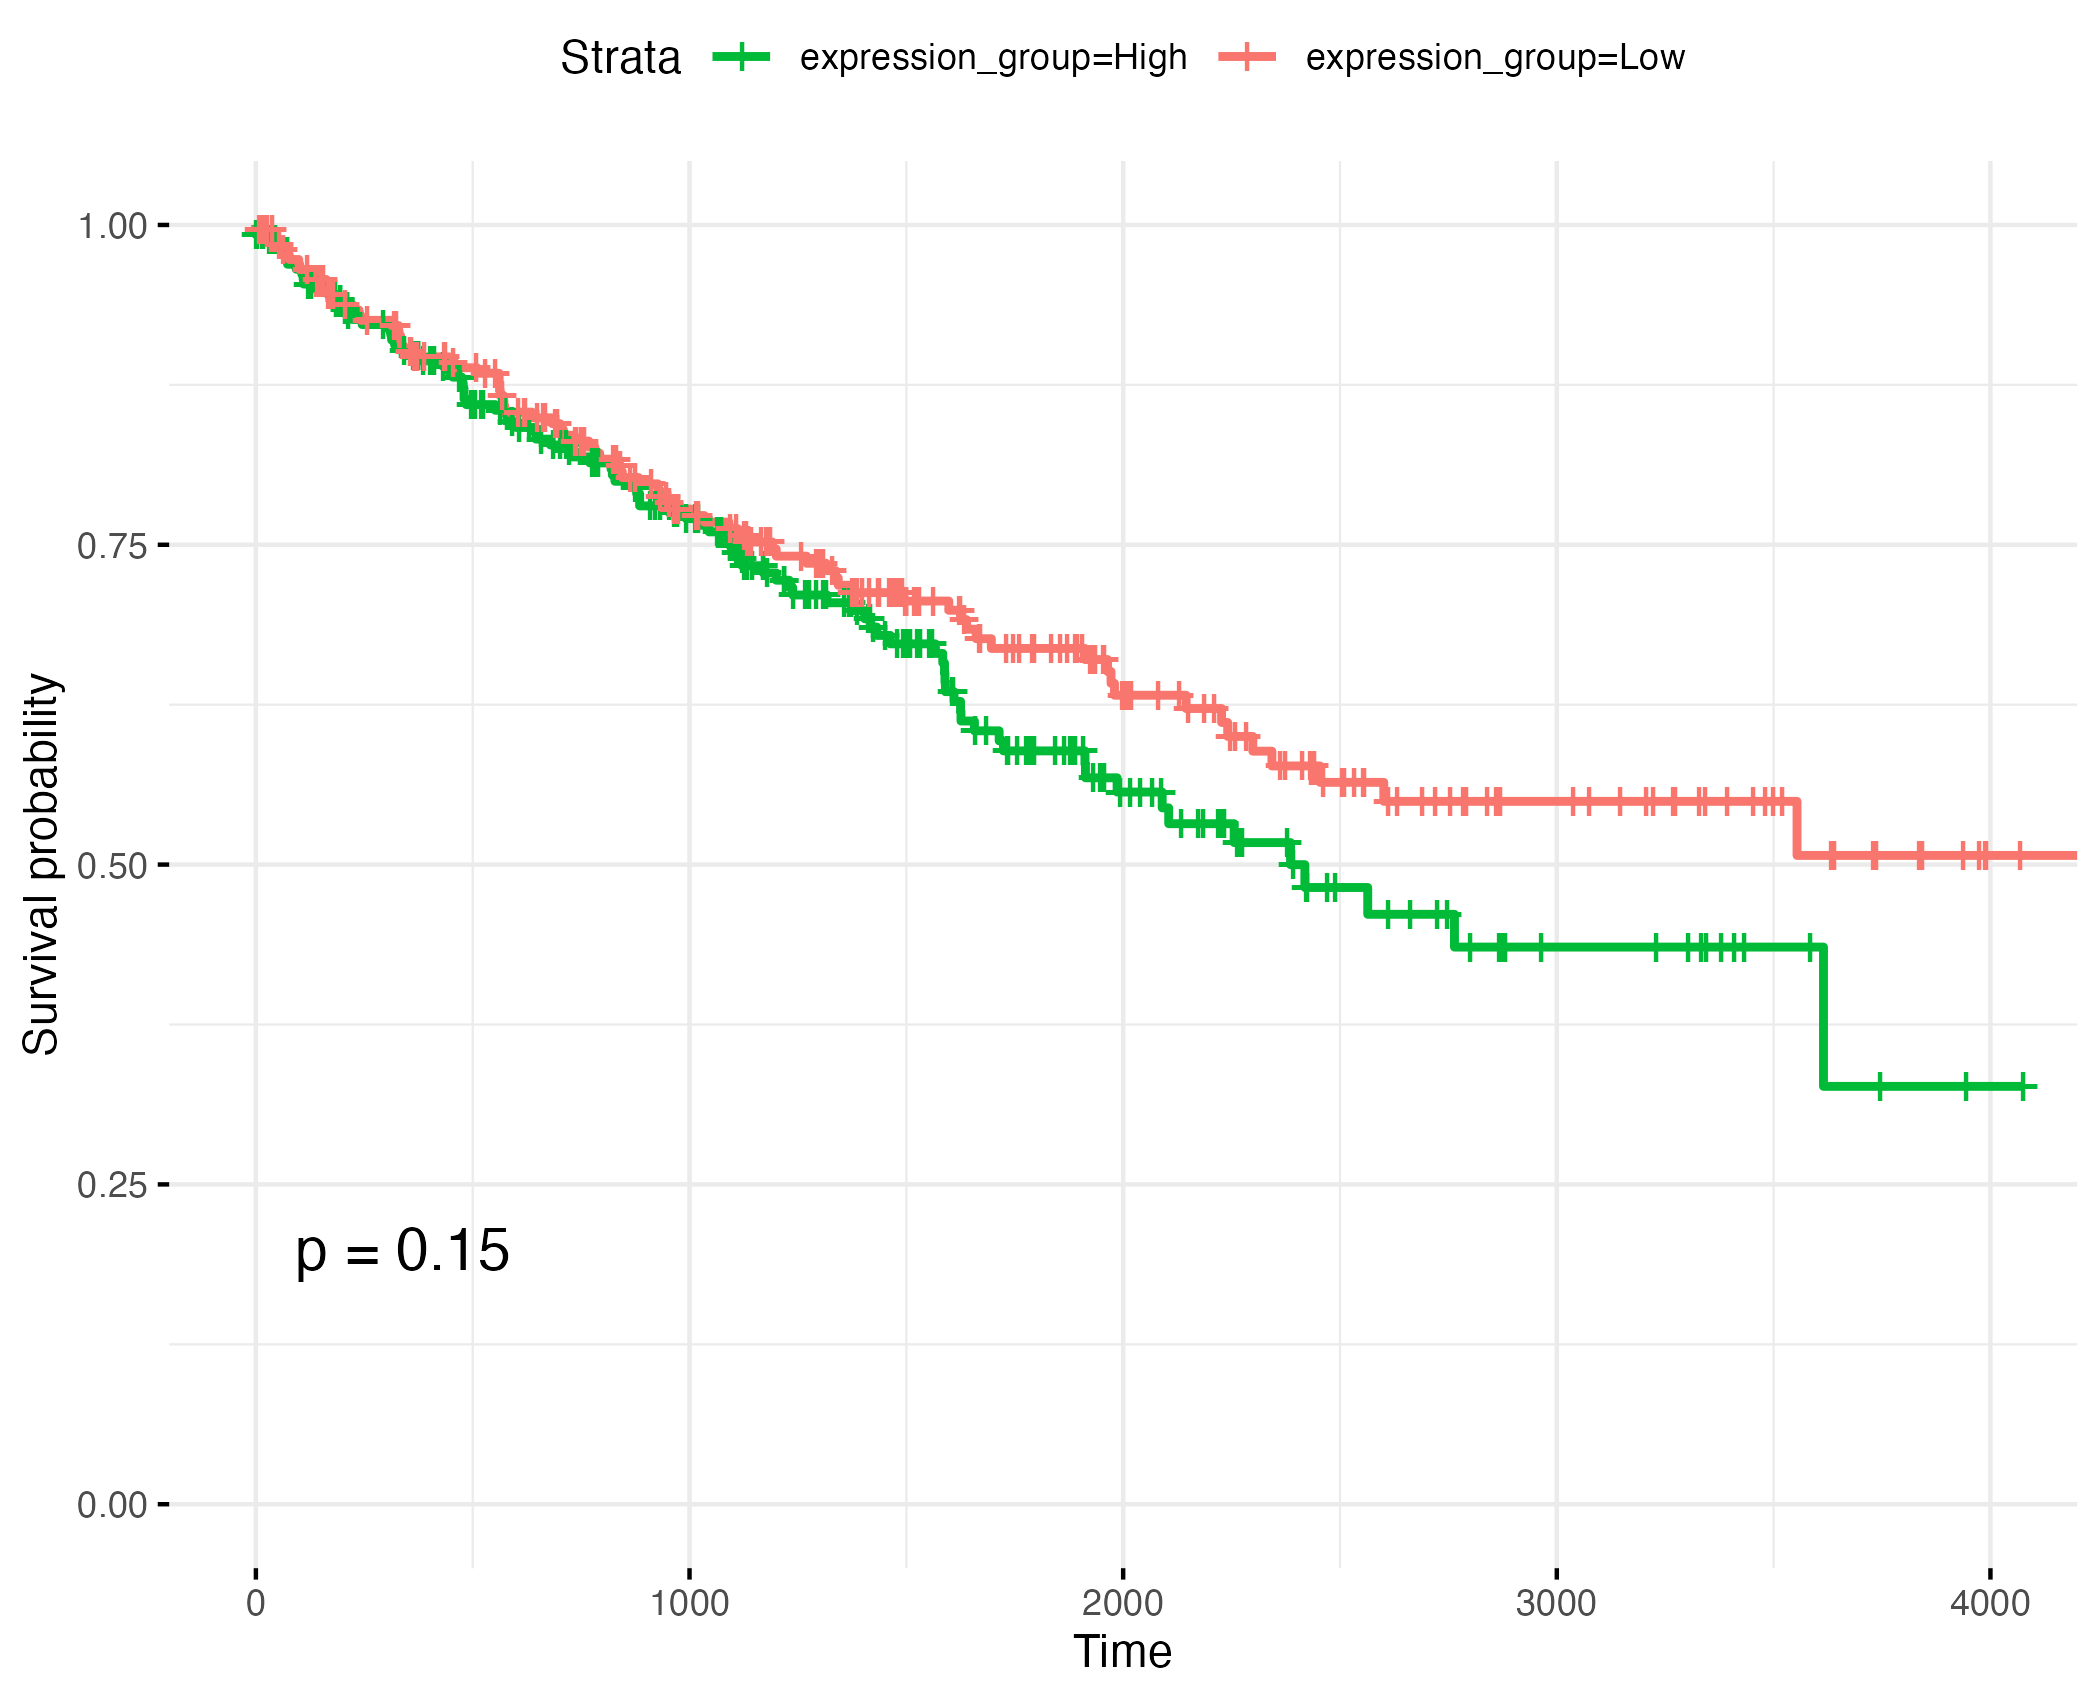 Strata expression_group=High expression_group=Low
1.00
0.75
0.50
0.25
0.00
Survival probability
p = 0.15
0 1000 2000 3000 4000
Time